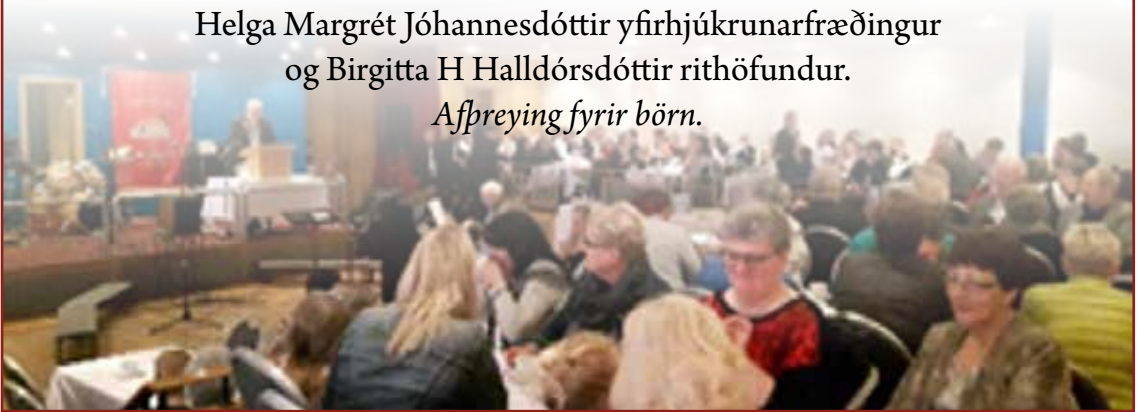 Helga Margrét Jóhannesdóttir yfirhjúkrunarfræðingur
og Birgitta H Halldórsdóttir rithöfundur.
Afþreying fyrir börn.